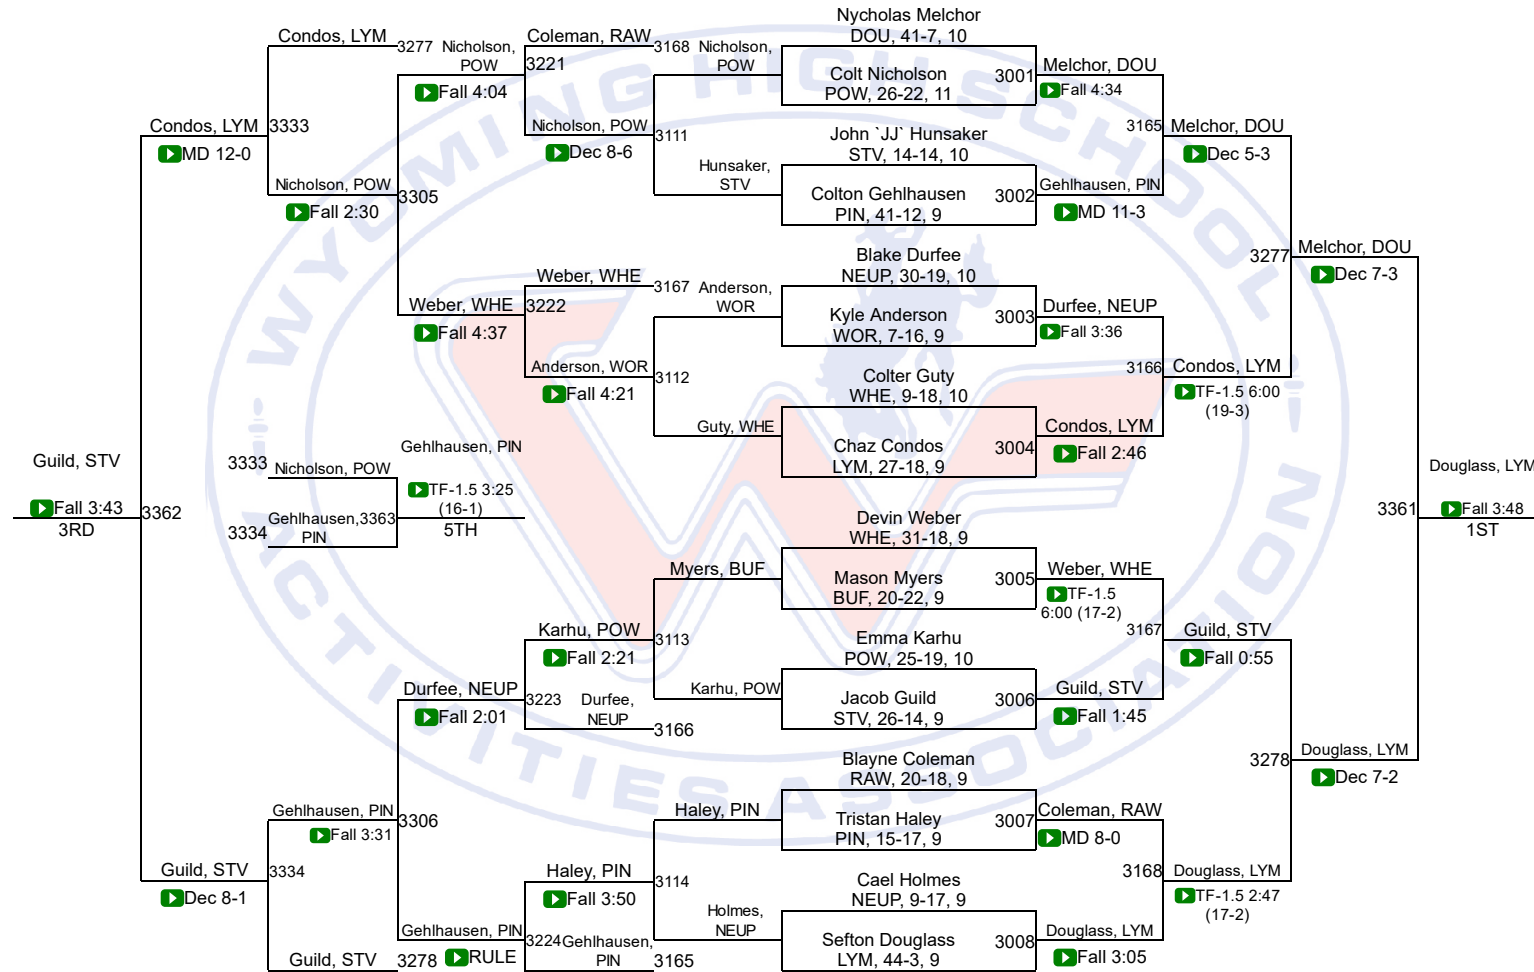 WYOMING HIGH SCHOOL
ACTIVITIES ASSOCIATION
Nycholas Melchor
DOU, 41-7, 10
Colt Nicholson
POW, 26-22, 11
3001
John `JJ` Hunsaker
STV, 14-14, 10
Colton Gehlhausen
PIN, 41-12, 9
3002
Blake Durfee
NEUP, 30-19, 10
Kyle Anderson
WOR, 7-16, 9
3003
Colter Guty
WHE, 9-18, 10
Chaz Condos
LYM, 27-18, 9
3004
Devin Weber
WHE, 31-18, 9
Mason Myers
BUF, 20-22, 9
3005
Emma Karhu
POW, 25-19, 10
Jacob Guild
STV, 26-14, 9
3006
Blayne Coleman
RAW, 20-18, 9
Tristan Haley
PIN, 15-17, 9
3007
Cael Holmes
NEUP, 9-17, 9
Sefton Douglass
LYM, 44-3, 9
3008
Melchor, DOU
Fall 4:34
3165
Gehlhausen, PIN
MD 11-3
Durfee, NEUP
Fall 3:36
3166
Condos, LYM
Fall 2:46
Weber, WHE
TF-1.5
6:00 (17-2)
3167
Guild, STV
Fall 1:45
Coleman, RAW
MD 8-0
3168
Douglass, LYM
Fall 3:05
Melchor, DOU
Dec 5-3
3277
Condos, LYM
TF-1.5 6:00
(19-3)
Guild, STV
Fall 0:55
3278
Douglass, LYM
TF-1.5 2:47
(17-2)
Melchor, DOU
Dec 7-3
3361
Douglass, LYM
Dec 7-2
Douglass, LYM
Fall 3:48
1ST
Nicholson,
POW
3111
Hunsaker,
STV
Anderson,
WOR
3112
Guty, WHE
Myers, BUF
3113
Karhu, POW
Haley, PIN
3114
Holmes,
NEUP
Coleman, RAW
3168
3221
Nicholson, POW
Dec 8-6
Weber, WHE
3167
3222
Anderson, WOR
Fall 4:21
Karhu, POW
Fall 2:21
3223
Durfee,
NEUP
3166
Haley, PIN
Fall 3:50
3224
Gehlhausen,
PIN
3165
Nicholson,
POW
Fall 4:04
3305
Weber, WHE
Fall 4:37
Durfee, NEUP
Fall 2:01
3306
Gehlhausen, PIN
RULE
Condos, LYM
3277
3333
Nicholson, POW
Fall 2:30
Gehlhausen, PIN
Fall 3:31
3334
Guild, STV
3278
Condos, LYM
MD 12-0
3362
Guild, STV
Dec 8-1
Guild, STV
Fall 3:43
3RD
3333
Nicholson, POW
3363
3334
Gehlhausen,
PIN
Gehlhausen, PIN
TF-1.5 3:25
(16-1)
5TH